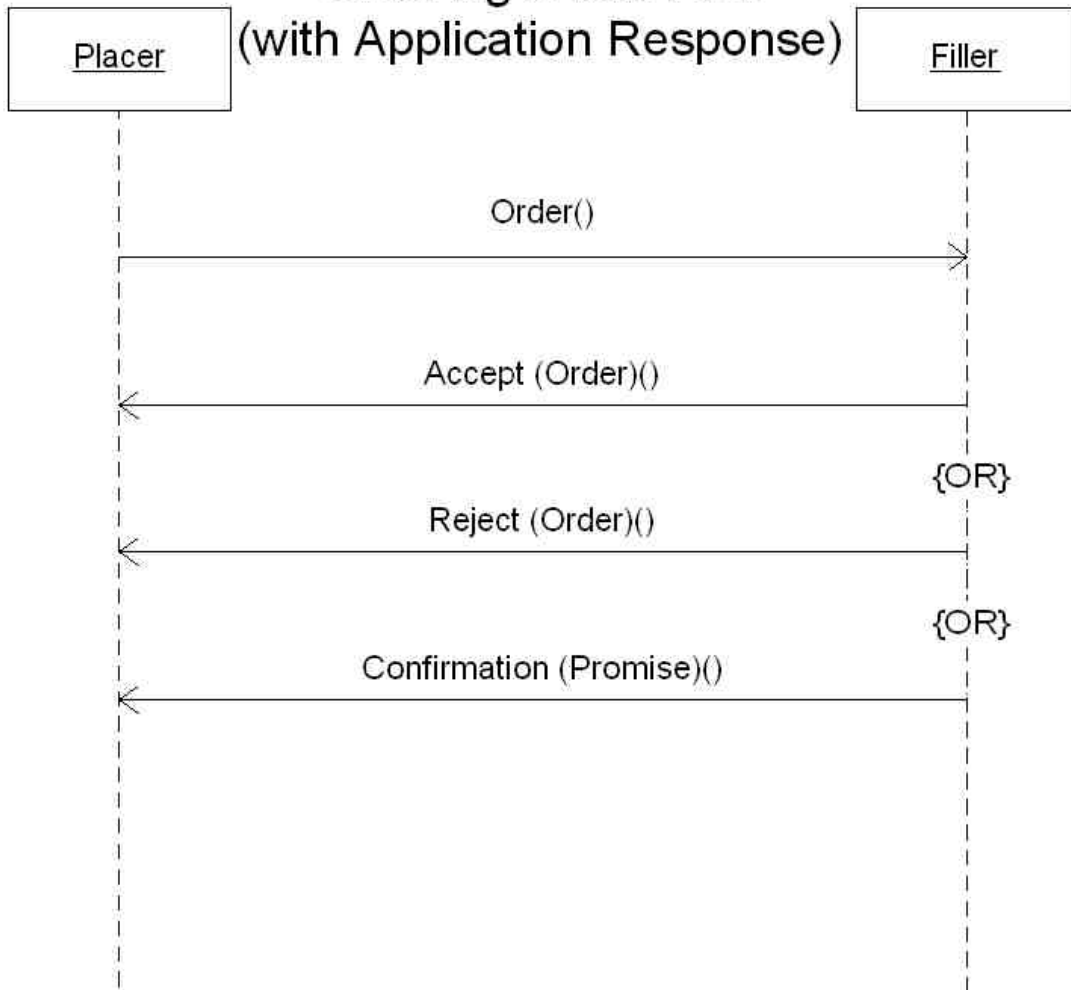 (with Application Response)
Placer
Filler
Order()
Accept (Order)()
{OR}
Reject (Order)()
{OR}
Confirmation (Promise)()